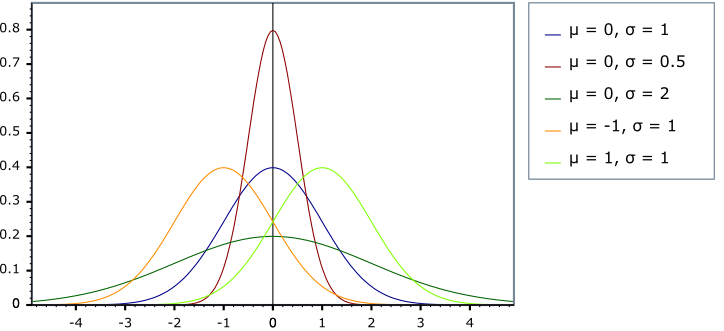 0.8
0.7
0.6
0.5
0.4
0.3
0.2
0.1
0
-4 -3 -2 -1 0 1 2 3 4
μ = 0, σ = 1
μ = 0, σ = 0.5
μ = 0, σ = 2
μ = -1, σ = 1
μ = 1, σ = 1